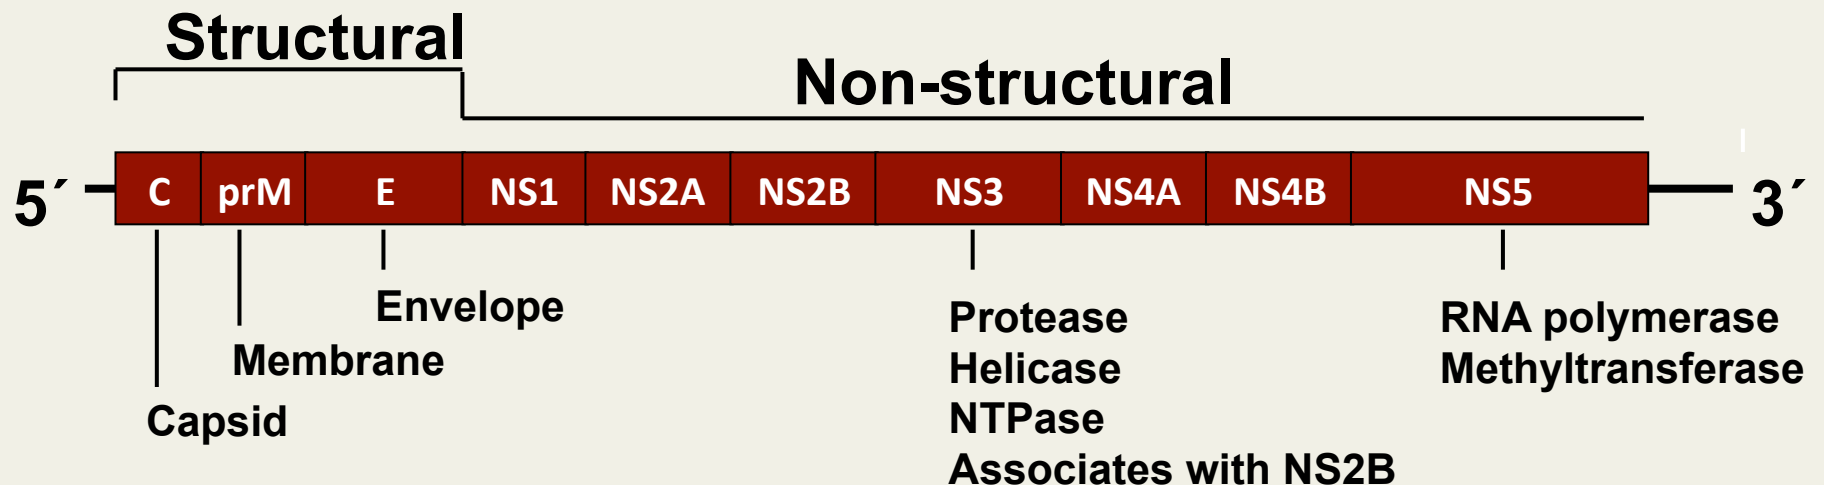 Structural
Non-structural
5´ C prM E NS1 NS2A NS2B NS3 NS4A NS4B NS5 3´
Envelope
Membrane
Capsid
Protease
Helicase
NTPase
Associates with NS2B
RNA polymerase
Methyltransferase